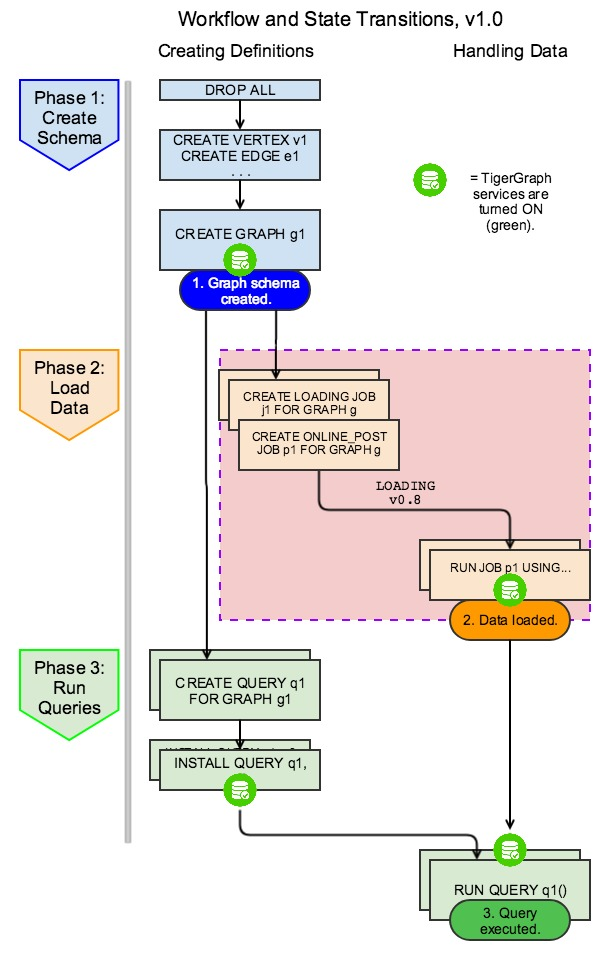 Workflow and State Transitions, v1.0
Creating Definitions
Handling Data
Phase 1:
Create
Schema
DROP ALL
CREATE VERTEX v1
CREATE EDGE e1
. . .
= TigerGraph
services are
turned ON
(green).
CREATE GRAPH g1
1. Graph schema
created.
Phase 2:
Load
Data
CREATE LOADING JOB
j1 FOR GRAPH g
CREATE ONLINE_POST
JOB p1 FOR GRAPH g
LOADING
v0.8
RUN JOB p1 USING...
2. Data loaded.
Phase 3:
Run
Queries
CREATE QUERY q1
FOR GRAPH g1
INSTALL QUERY q1,
RUN QUERY q1()
3. Query
executed.